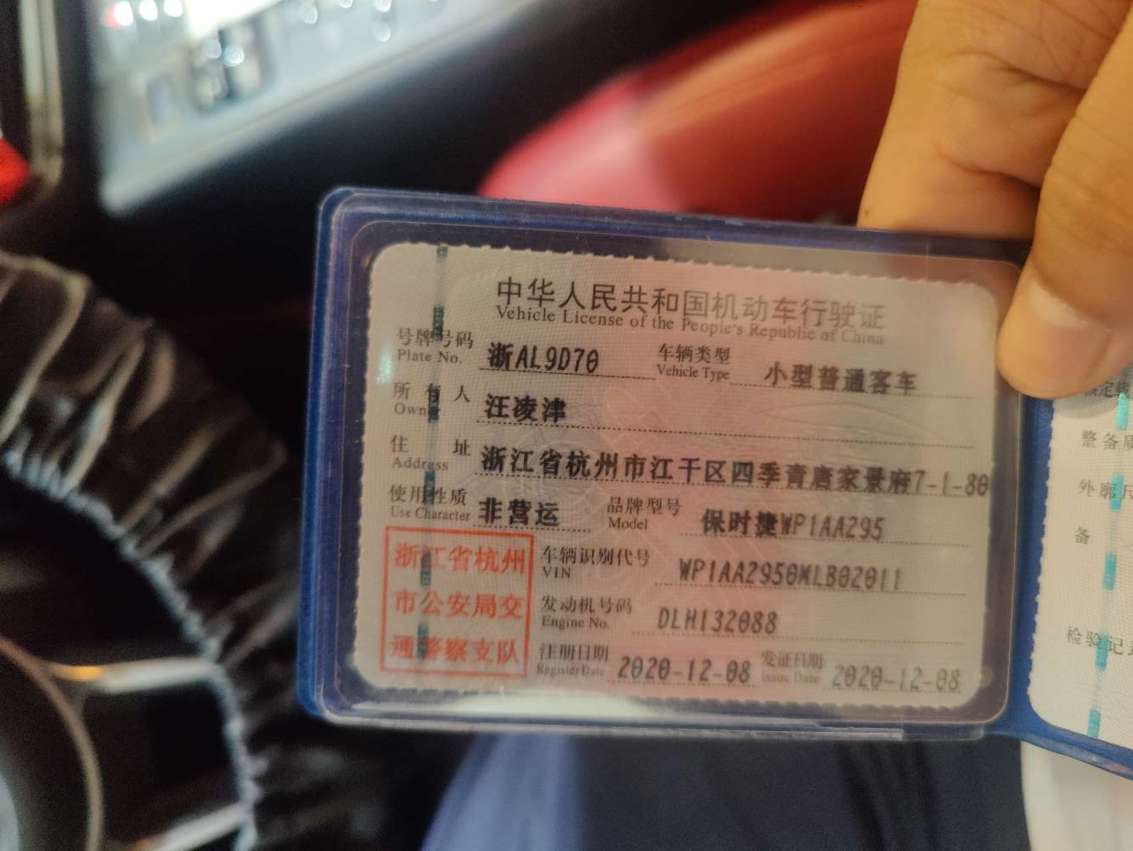 中华人民共和国机动车行驶证
Vehicle License of the People's Republic of China
号牌号码 浙AL9D70 车辆类型 小型普通客车
Plate No. Vehicle Type
所有人 汪凌津
Owner
住址 浙江省杭州市江干区四季青唐家景府7-1-80
Address
使用性质 非营运 品牌型号 保时捷WP1AA295
Use Character Model
浙江省杭州
市公安局交
通警察支队
车辆识别代号 WP1AA2950MLB02011
VIN
发动机号码 DLH132088
Engine No.
注册日期 2020-12-08 发证日期 2020-12-08
Register Date Issue Date
整备质
外廓尺
备
检验记